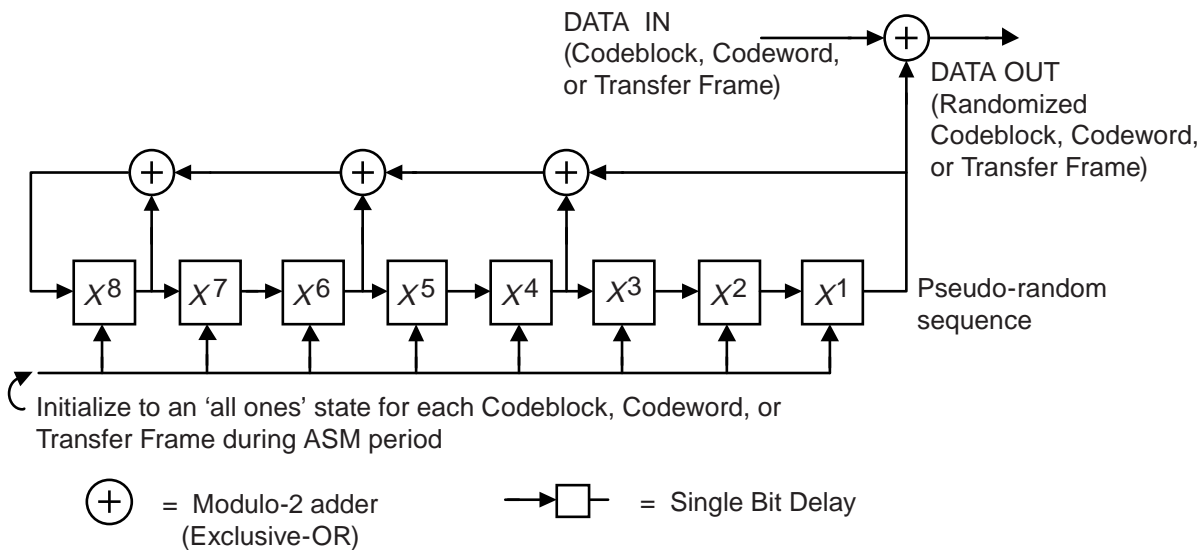 DATA IN
(Codeblock, Codeword,
or Transfer Frame)
+
DATA OUT
(Randomized
Codeblock, Codeword,
or Transfer Frame)
+
+
+
X8
X7
X6
X5
X4
X3
X2
X1
Pseudo-random
sequence
Initialize to an ‘all ones’ state for each Codeblock, Codeword, or
Transfer Frame during ASM period
+
= Modulo-2 adder
(Exclusive-OR)
= Single Bit Delay